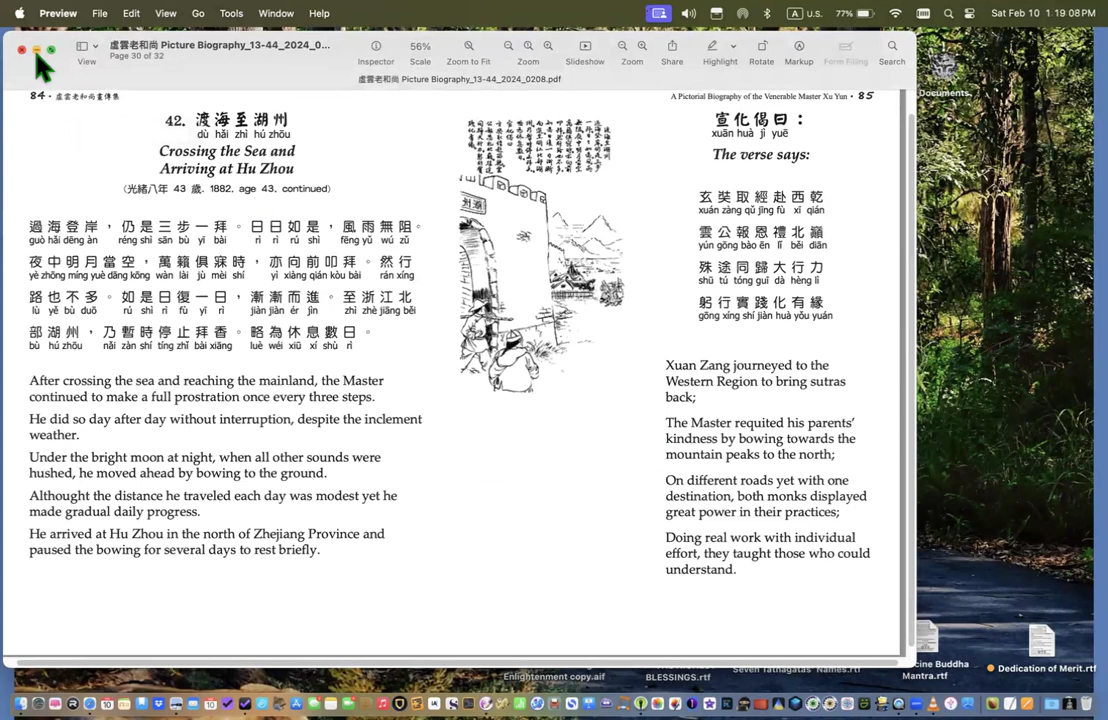 Preview File Edit View Go Tools Window Help
A U.S. 77% Sat Feb 10 1:19:08 PM
虛雲老和尚 Picture Biography_13-44_2024_0...
Page 30 of 32
View
Inspector
56%
Scale
Zoom to Fit
Zoom
Slideshow
Zoom
Share
Highlight
Rotate
Markup
Form Filling
Search
虛雲老和尚 Picture Biography_13-44_2024_0208.pdf
Documents
84 • 虛雲老和尚畫傳集
A Pictorial Biography of the Venerable Master Xu Yun • 85
42. 渡海至湖州
dù hǎi zhì hú zhōu
Crossing the Sea and
Arriving at Hu Zhou
(光緒八年 43 歲. 1882, age 43, continued)
過海登岸，仍是三步一拜。日日如是，風雨無阻。
guò hǎi dēng àn réng shì sān bù yī bài rì rì rú shì fēng yǔ wú zǔ
夜中明月當空，萬籟俱寐時，亦向前叩拜。然行
yè zhōng míng yuè dāng kōng wàn lài jù mèi shí yì xiàng qián kòu bài rán xíng
路也不多。如是日復一日，漸漸而進。至浙江北
lù yě bù duō rú shì rì fù yī rì jiàn jiàn ér jìn zhì zhè jiāng běi
部湖州，乃暫時停止拜香。略為休息數日。
bù hú zhōu nǎi zàn shí tíng zhǐ bài xiāng lüè wéi xiū xí shù rì
After crossing the sea and reaching the mainland, the Master
continued to make a full prostration once every three steps.
He did so day after day without interruption, despite the inclement
weather.
Under the bright moon at night, when all other sounds were
hushed, he moved ahead by bowing to the ground.
Althought the distance he traveled each day was modest yet he
made gradual daily progress.
He arrived at Hu Zhou in the north of Zhejiang Province and
paused the bowing for several days to rest briefly.
宣化偈曰：
xuān huà jì yuē
The verse says:
玄奘取經赴西乾
xuán zàng qǔ jīng fù xī qián
雲公報恩禮北巔
yún gōng bào ēn lǐ běi diān
殊途同歸大行力
shū tú tóng guī dà hèng lì
躬行實踐化有緣
gōng xíng shí jiàn huà yǒu yuán
Xuan Zang journeyed to the
Western Region to bring sutras
back;
The Master requited his parents'
kindness by bowing towards the
mountain peaks to the north;
On different roads yet with one
destination, both monks displayed
great power in their practices;
Doing real work with individual
effort, they taught those who could
understand.
Enlightenment copy.aif
BLESSINGS.rtf
Seven Tathagatas' Names.rtf
cine Buddha
Mantra.rtf
Dedication of Merit.rtf